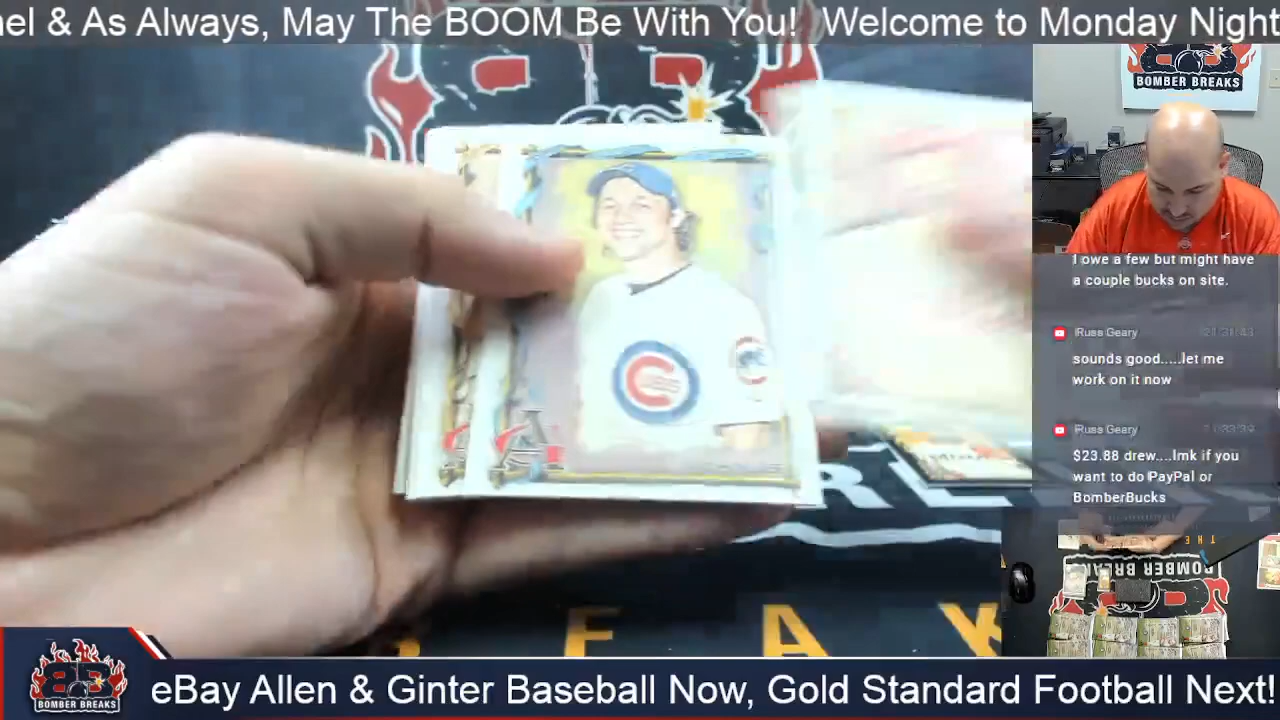 nel & As Always, May The BOOM Be With You! Welcome to Monday Night
BOMBER BREAKS
I owe a few but might have
a couple bucks on site.
Russ Geary
sounds good.....let me
work on it now
Russ Geary
$23.88 drew....lmk if you
want to do PayPal or
BomberBucks
CUBS
BOMBER BREAKS
E A K
BOMBER BREAKS
eBay Allen & Ginter Baseball Now, Gold Standard Football Next!